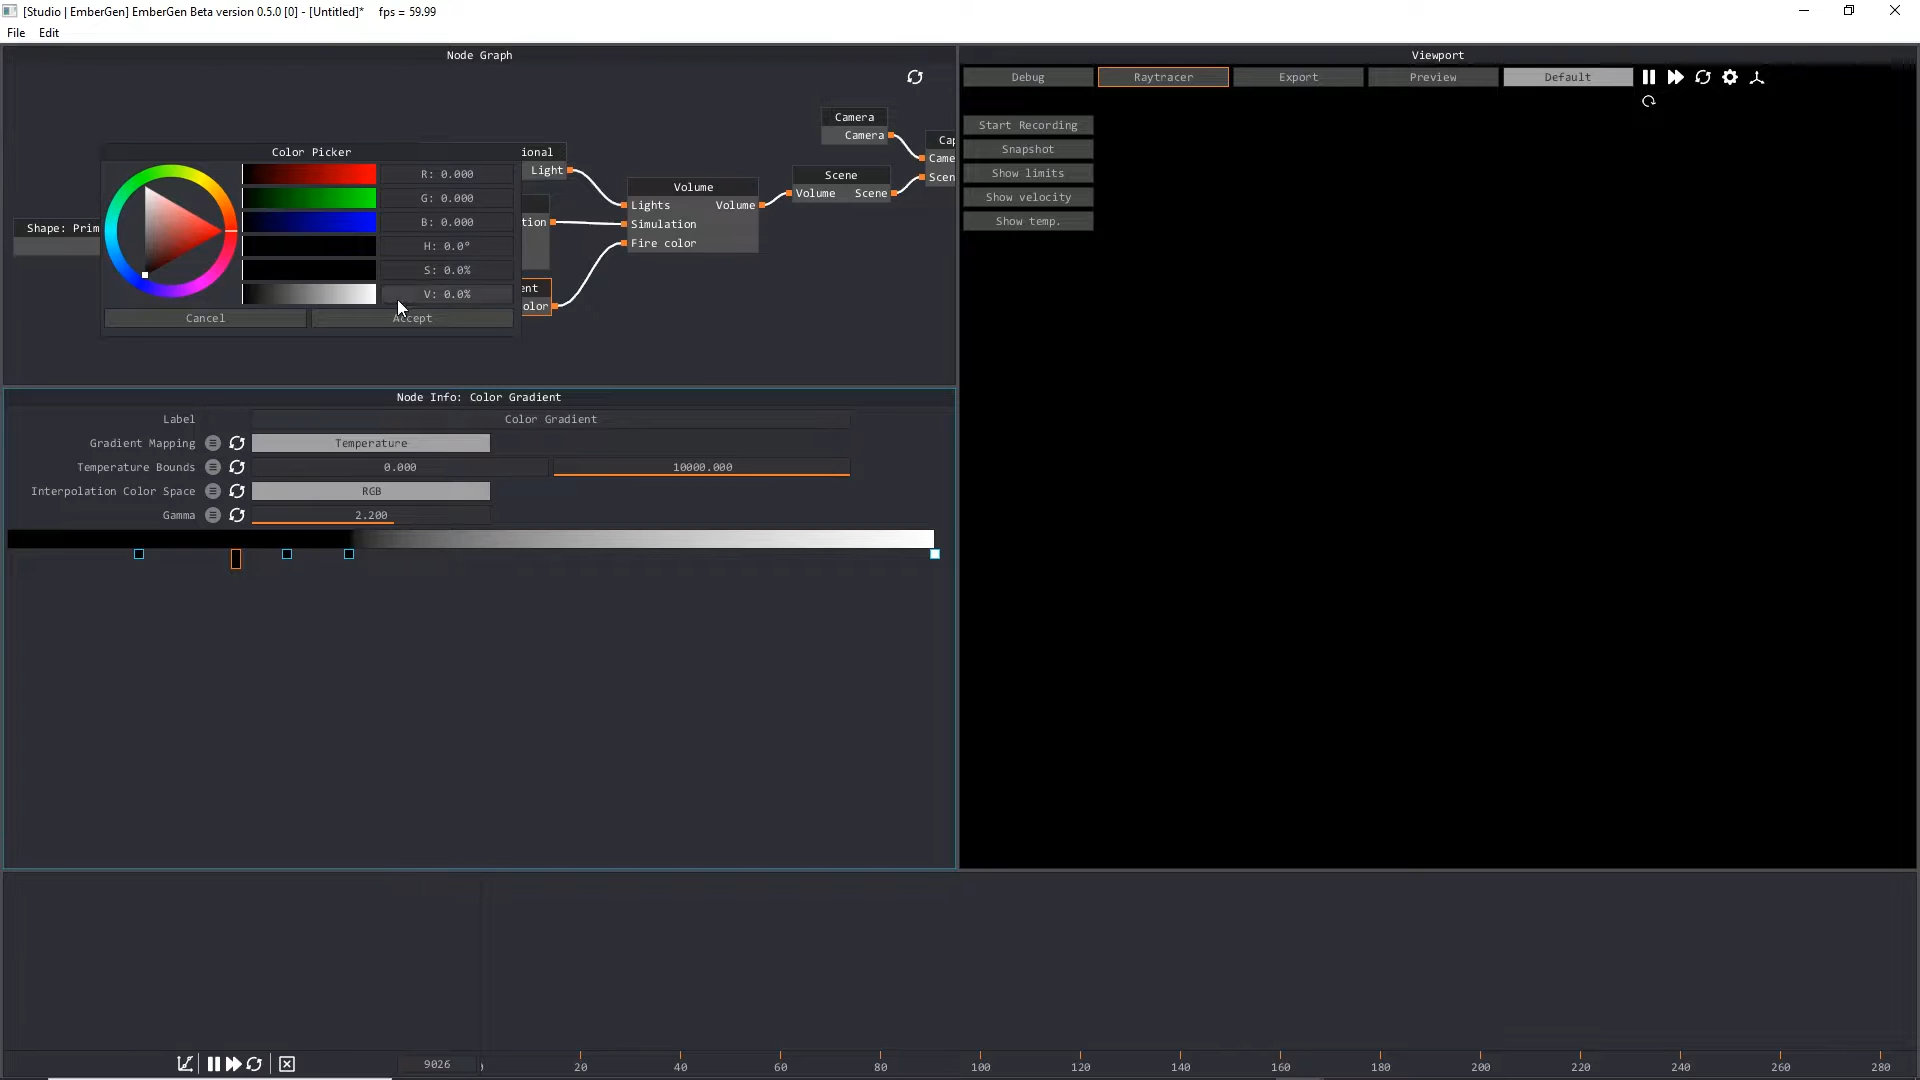 [Studio | EmberGen] EmberGen Beta version 0.5.0 [0] - [Untitled]* fps = 59.99
File Edit
Node Graph
Camera
Camera
Color Picker
ional
Light
Scene
Volume Scene
Shape: Prim
R: 0.000
G: 0.000
B: 0.000
H: 0.0°
S: 0.0%
V: 0.0%
Cancel
Accept
tion
ent
olor
Volume
Lights Volume
Simulation
Fire color
Cap
Came
Scen
Node Info: Color Gradient
Label Color Gradient
Gradient Mapping Temperature
Temperature Bounds 0.000 10000.000
Interpolation Color Space RGB
Gamma 2.200
Viewport
Debug Raytracer Export Preview Default
Start Recording
Snapshot
Show limits
Show velocity
Show temp.
9026 20 40 60 80 100 120 140 160 180 200 220 240 260 280